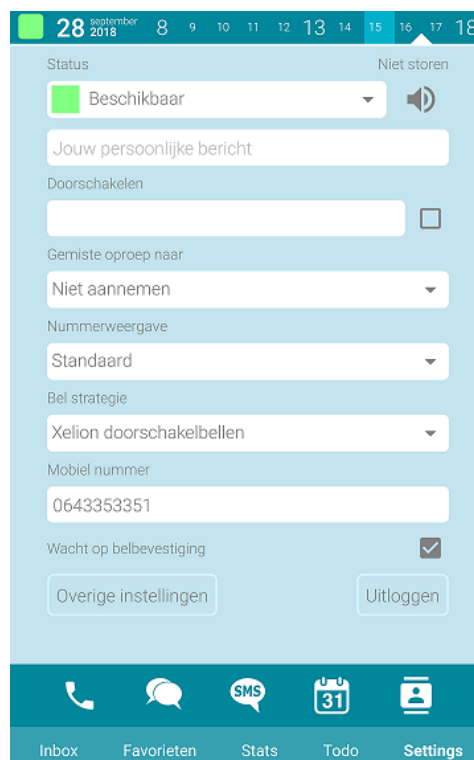 28 september 2018 8 9 10 11 12 13 14 15 16 17 18
Status Niet storen
Beschikbaar
Jouw persoonlijke bericht
Doorschakelen
Gemiste oproep naar
Niet aannemen
Nummerweergave
Standaard
Bel strategie
Xelion doorschakelbellen
Mobiel nummer
0643353351
Wacht op belbevestiging
Overige instellingen Uitloggen
SMS 31
Inbox Favorieten Stats Todo Settings